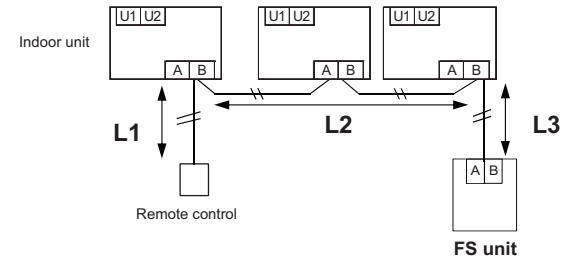 U1 U2
U1 U2
U1 U2
Indoor unit
A B
A B
A B
L1
L2
L3
A B
Remote control
FS unit